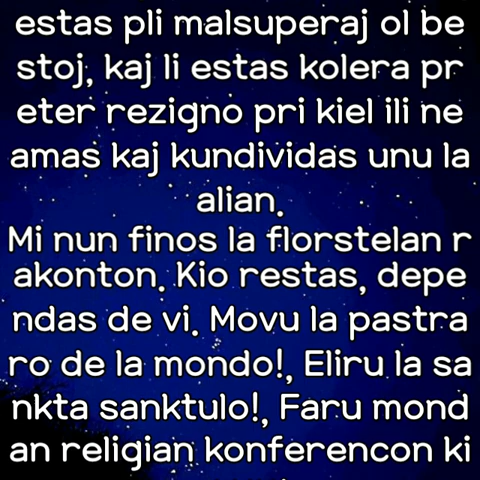 estas pli malsuperaj ol be
stoj, kaj li estas kolera pr
eter rezigno pri kiel ili ne
amas kaj kundividas unu la
alian.
Mi nun finos la florstelan r
akonton. Kio restas, depe
ndas de vi. Movu la pastra
ro de la mondo!, Eliru la sa
nkta sanktulo!, Faru mond
an religian konferencon ki